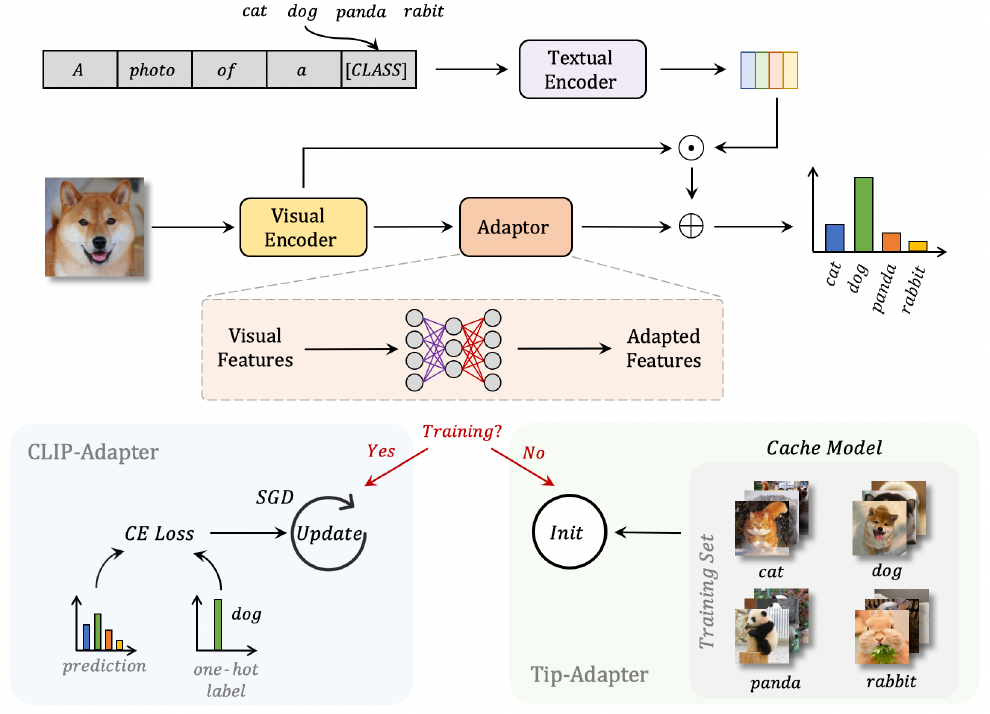 cat dog panda rabit
A photo of a [CLASS]
Textual
Encoder
Visual
Encoder
Adaptor
cat
dog
panda
rabbit
Visual
Features
Adapted
Features
Training?
Yes
No
CLIP-Adapter
SGD
Update
CE Loss
dog
prediction
one-hot
label
Cache Model
Init
Training Set
cat
dog
panda
rabbit
Tip-Adapter